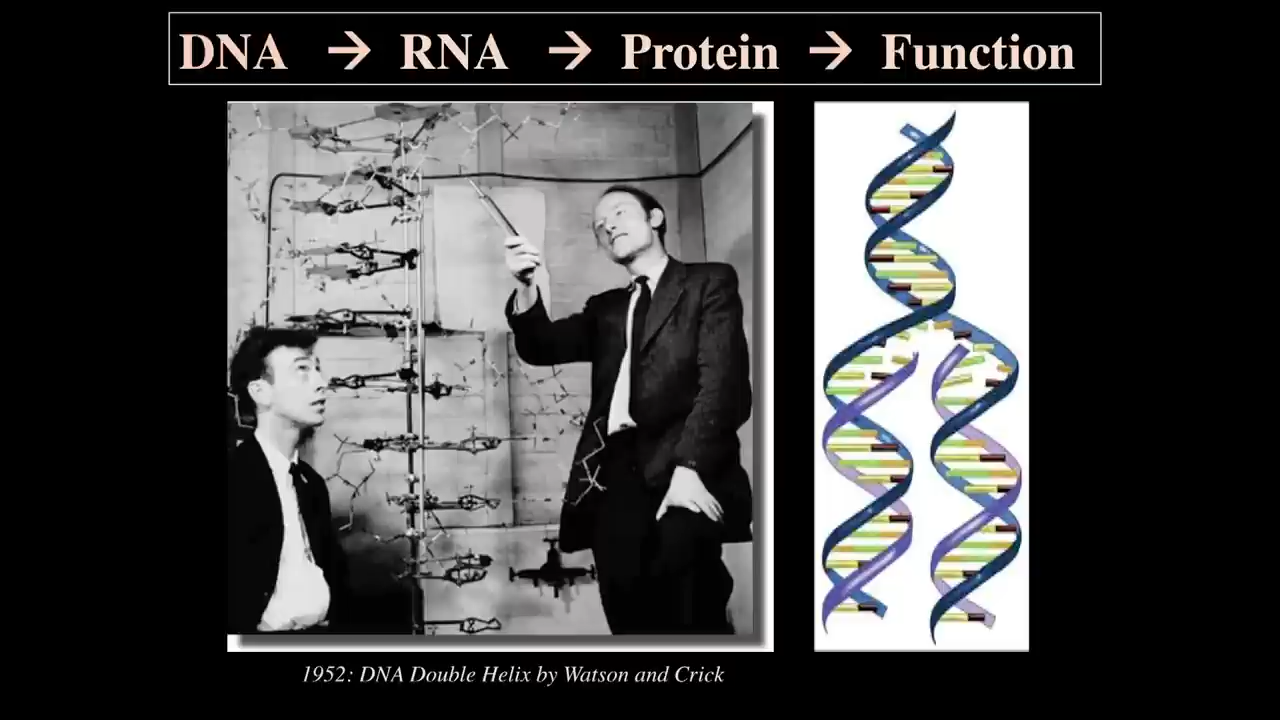 DNA → RNA → Protein → Function
1952: DNA Double Helix by Watson and Crick